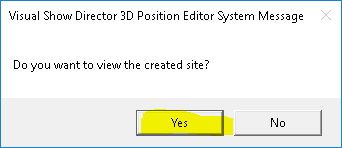 Visual Show Director 3D Position Editor System Message
Do you want to view the created site?
Yes
No